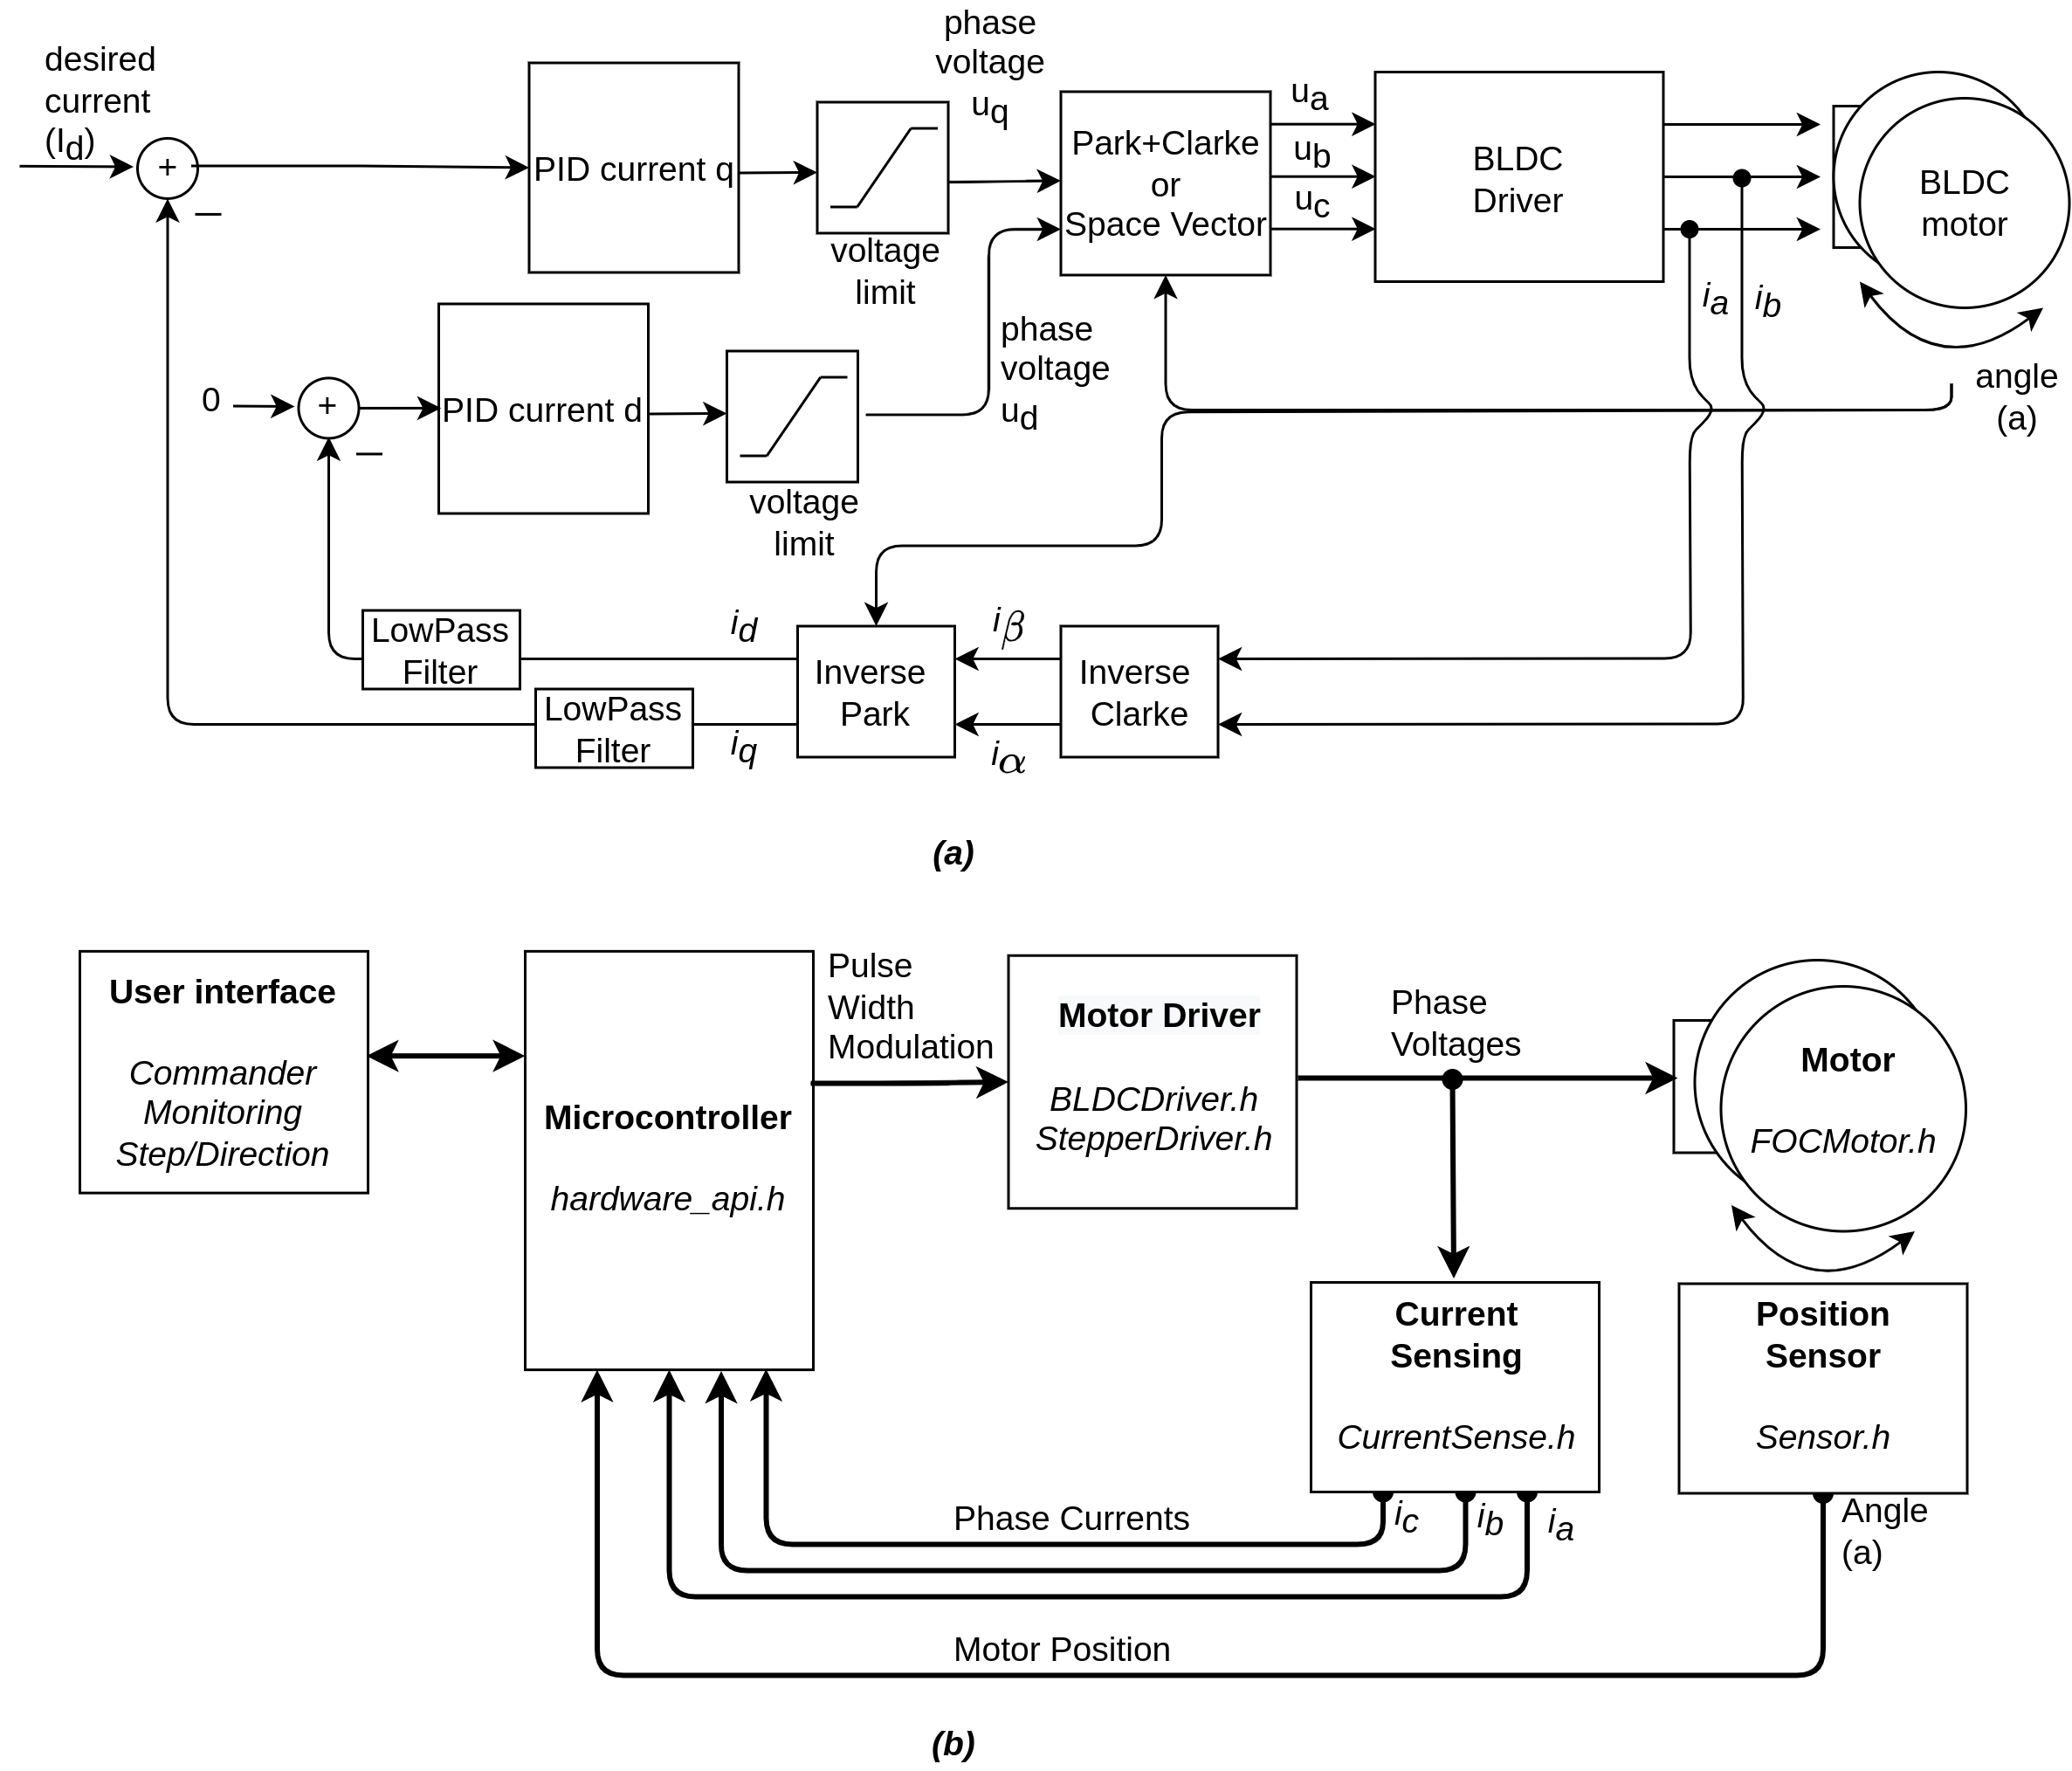 desired
current
(I_d)
+
–
PID current q
voltage
limit
phase
voltage
u_q
Park+Clarke
or
Space Vector
u_a
u_b
u_c
BLDC
Driver
BLDC
motor
i_a
i_b
angle
(a)
0
+
–
PID current d
voltage
limit
phase
voltage
u_d
LowPass
Filter
i_d
LowPass
Filter
i_q
Inverse
Park
i_β
i_α
Inverse
Clarke
(a)
User interface
Commander
Monitoring
Step/Direction
Microcontroller
hardware_api.h
Pulse
Width
Modulation
Motor Driver
BLDCDriver.h
StepperDriver.h
Phase
Voltages
Motor
FOCMotor.h
Current
Sensing
CurrentSense.h
Position
Sensor
Sensor.h
i_c
i_b
i_a
Angle
(a)
Phase Currents
Motor Position
(b)